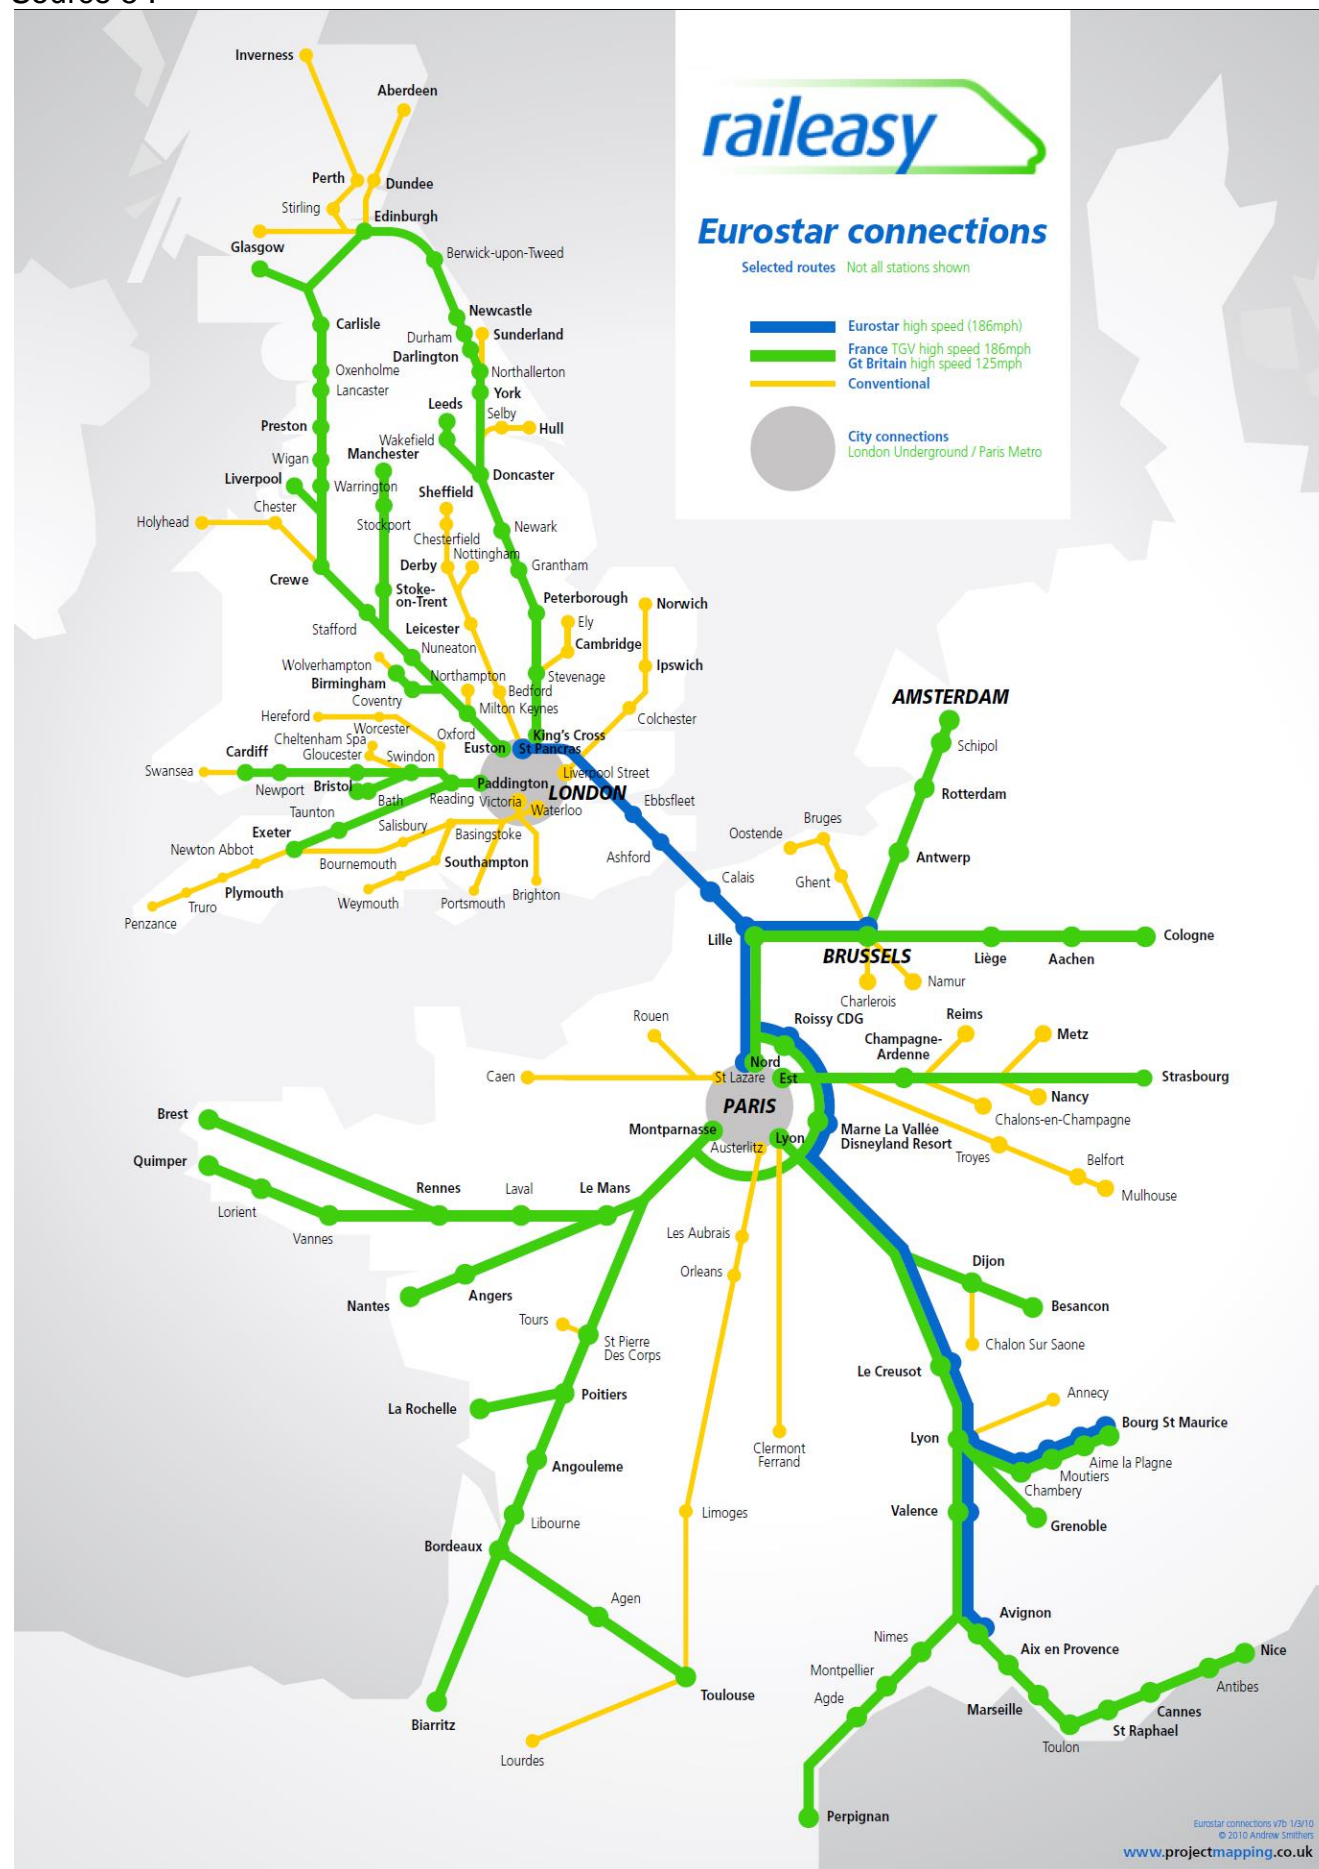 raileasy
Eurostar connections
Selected routes Not all stations shown
Eurostar high speed (186mph)
France TGV high speed 186mph
Gt Britain high speed 125mph
Conventional
City connections
London Underground / Paris Metro
Inverness
Aberdeen
Perth
Dundee
Stirling
Edinburgh
Glasgow
Berwick-upon-Tweed
Newcastle
Carlisle
Durham
Sunderland
Darlington
Oxenholme
Northallerton
Lancaster
York
Leeds
Selby
Preston
Hull
Wakefield
Manchester
Wigan
Liverpool
Doncaster
Warrington
Sheffield
Chester
Holyhead
Stockport
Newark
Chesterfield
Nottingham
Derby
Grantham
Crewe
Stoke-
on-Trent
Peterborough
Norwich
Ely
Stafford
Leicester
Cambridge
Nuneaton
Wolverhampton
Ipswich
Northampton
Stevenage
Birmingham
Bedford
Coventry
Milton Keynes
Hereford
Colchester
Worcester
Oxford
King's Cross
Cheltenham Spa
Euston
St Pancras
Cardiff
Gloucester
Swindon
Swansea
Liverpool Street
Paddington
Newport
Bristol
LONDON
Bath
Reading
Victoria
Ebbsfleet
Taunton
Waterloo
Salisbury
Exeter
Basingstoke
Newton Abbot
Ashford
Bournemouth
Southampton
Calais
Plymouth
Brighton
Weymouth
Portsmouth
Truro
Penzance
AMSTERDAM
Schipol
Rotterdam
Bruges
Oostende
Antwerp
Ghent
Lille
Cologne
BRUSSELS
Liège
Aachen
Namur
Charlerois
Rouen
Roissy CDG
Reims
Champagne-
Ardenne
Metz
Nord
Caen
St Lazare
Est
Strasbourg
Nancy
PARIS
Chalons-en-Champagne
Brest
Montparnasse
Marne La Vallée
Disneyland Resort
Lyon
Austerlitz
Troyes
Belfort
Quimper
Mulhouse
Rennes
Laval
Le Mans
Lorient
Vannes
Les Aubrais
Dijon
Orleans
Angers
Nantes
Besancon
Tours
St Pierre
Des Corps
Chalon Sur Saone
Le Creusot
Poitiers
Annecy
La Rochelle
Bourg St Maurice
Lyon
Clermont
Ferrand
Aime la Plagne
Angouleme
Moutiers
Chambery
Valence
Limoges
Libourne
Grenoble
Bordeaux
Agen
Avignon
Nimes
Aix en Provence
Nice
Montpellier
Antibes
Toulouse
Agde
Marseille
Cannes
Biarritz
St Raphael
Toulon
Lourdes
Perpignan
Eurostar connections v7b 1/3/10
© 2010 Andrew Smithers
www.projectmapping.co.uk